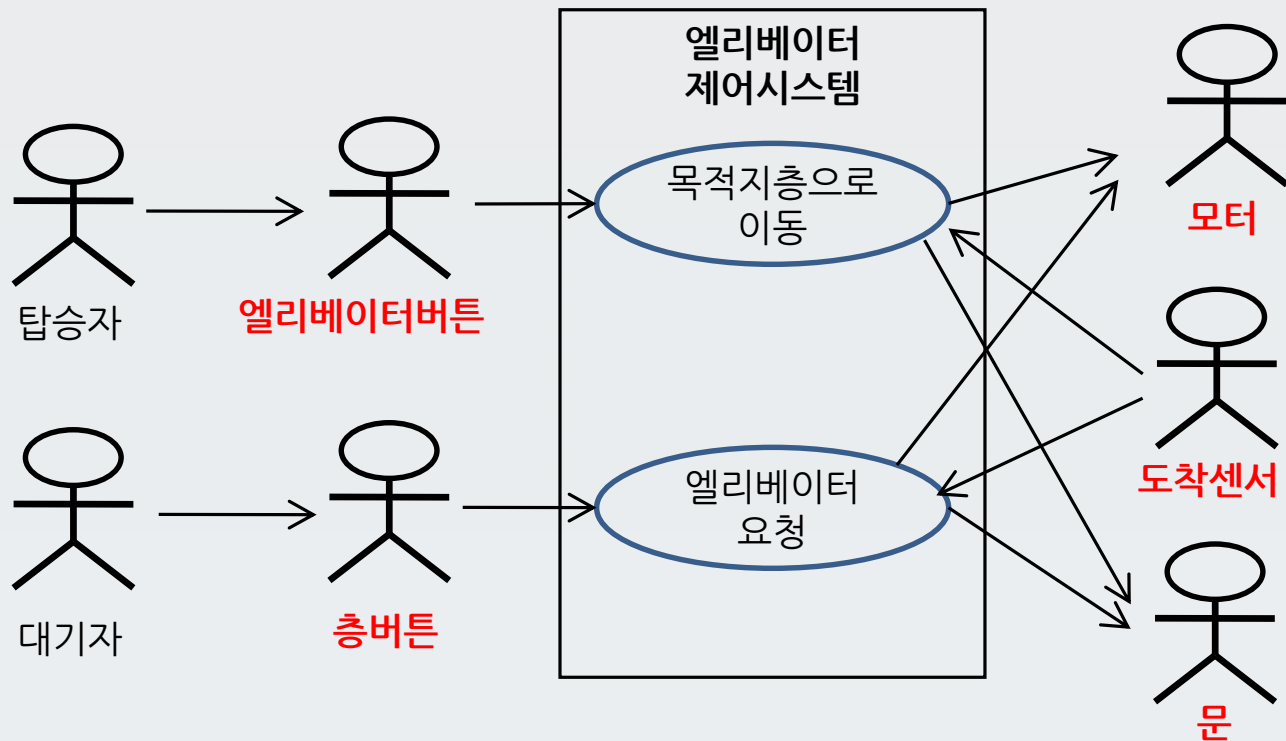 엘리베이터
제어시스템
목적지층으로
이동
모터
탑승자
엘리베이터버튼
도착센서
엘리베이터
요청
대기자
층버튼
문